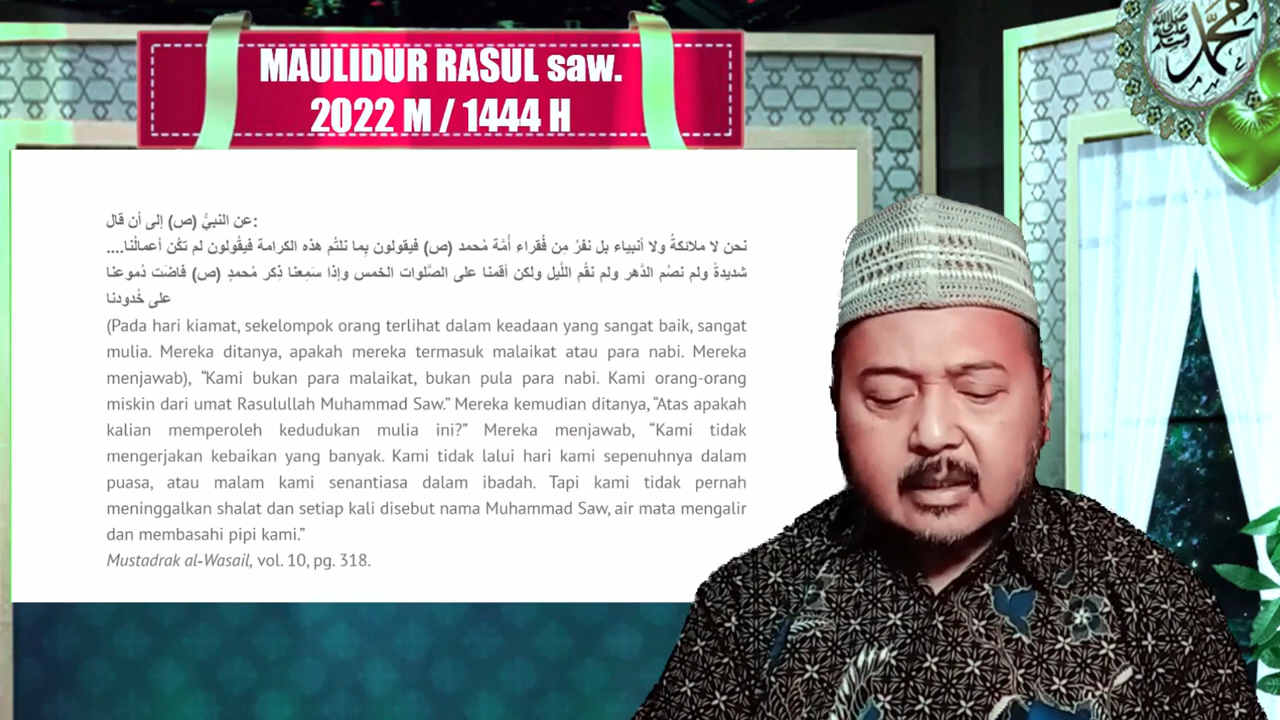 MAULIDUR RASUL saw.
2022 M / 1444 H
محمد
عن النبيُّ (ص) إلى أن قال:
نحن لا ملائكةُ ولا أنبياء بل نفرُ مِن فُقراء أُمَّة مُحمد (ص) فيقولون بِما نلتُم هذه الكرامة فيقُولون لم تكُن أعمالُنا....
شديدةً ولم نصُم الدَّهر ولم نقُم اللَّيل ولكن أقمنا على الصَّلوات الخمس وإذا سَمِعنا ذِكر مُحمدٍ (ص) فاضَت دُموعنا
على خُدودنا
(Pada hari kiamat, sekelompok orang terlihat dalam keadaan yang sangat baik, sangat
mulia. Mereka ditanya, apakah mereka termasuk malaikat atau para nabi. Mereka
menjawab), “Kami bukan para malaikat, bukan pula para nabi. Kami orang-orang
miskin dari umat Rasulullah Muhammad Saw.” Mereka kemudian ditanya, “Atas apakah
kalian memperoleh kedudukan mulia ini?” Mereka menjawab, “Kami tidak
mengerjakan kebaikan yang banyak. Kami tidak lalui hari kami sepenuhnya dalam
puasa, atau malam kami senantiasa dalam ibadah. Tapi kami tidak pernah
meninggalkan shalat dan setiap kali disebut nama Muhammad Saw, air mata mengalir
dan membasahi pipi kami.”
Mustadrak al-Wasail, vol. 10, pg. 318.